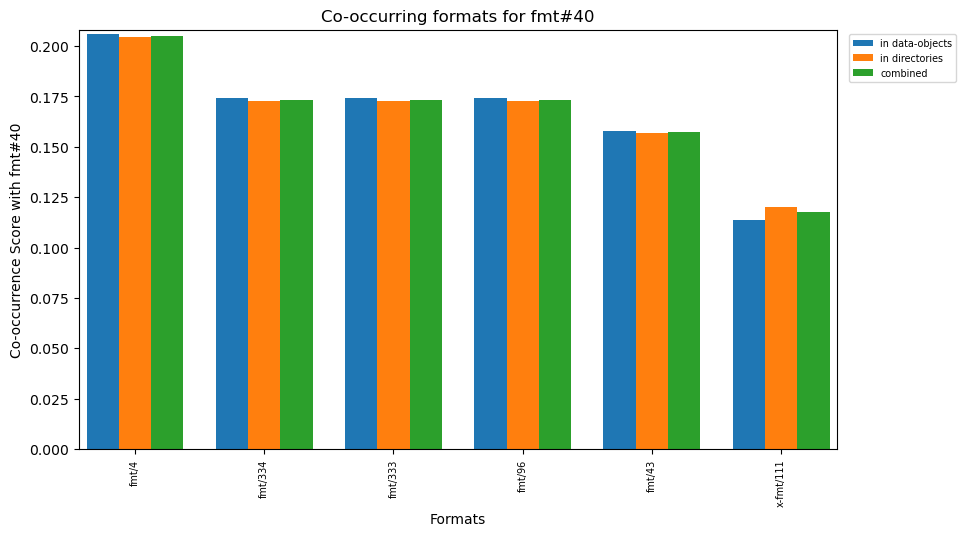 Co-occurring formats for fmt#40
in data-objects
in directories
combined
Co-occurrence Score with fmt#40
0.200
0.175
0.150
0.125
0.100
0.075
0.050
0.025
0.000
fmt/4
fmt/334
fmt/333
fmt/96
fmt/43
x-fmt/111
Formats